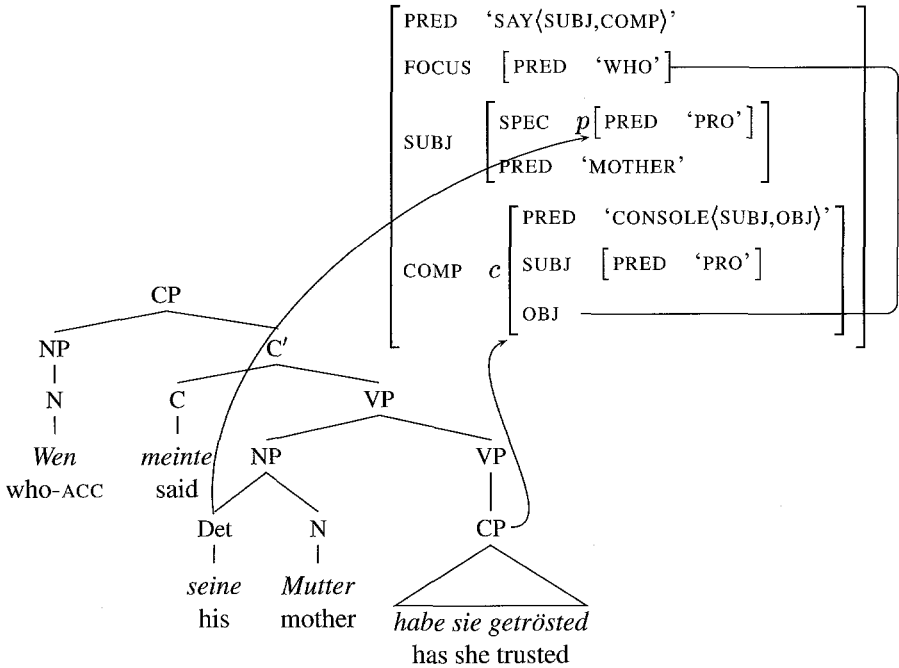 PRED ‘SAY⟨SUBJ,COMP⟩’
FOCUS [PRED ‘WHO’]
SPEC p[PRED ‘PRO’]
SUBJ
PRED ‘MOTHER’
PRED ‘CONSOLE⟨SUBJ,OBJ⟩’
COMP c SUBJ [PRED ‘PRO’]
OBJ
CP
NP C′
N C VP
Wen meinte NP VP
who-ACC said
Det N CP
seine Mutter
his mother
habe sie getrösted
has she trusted